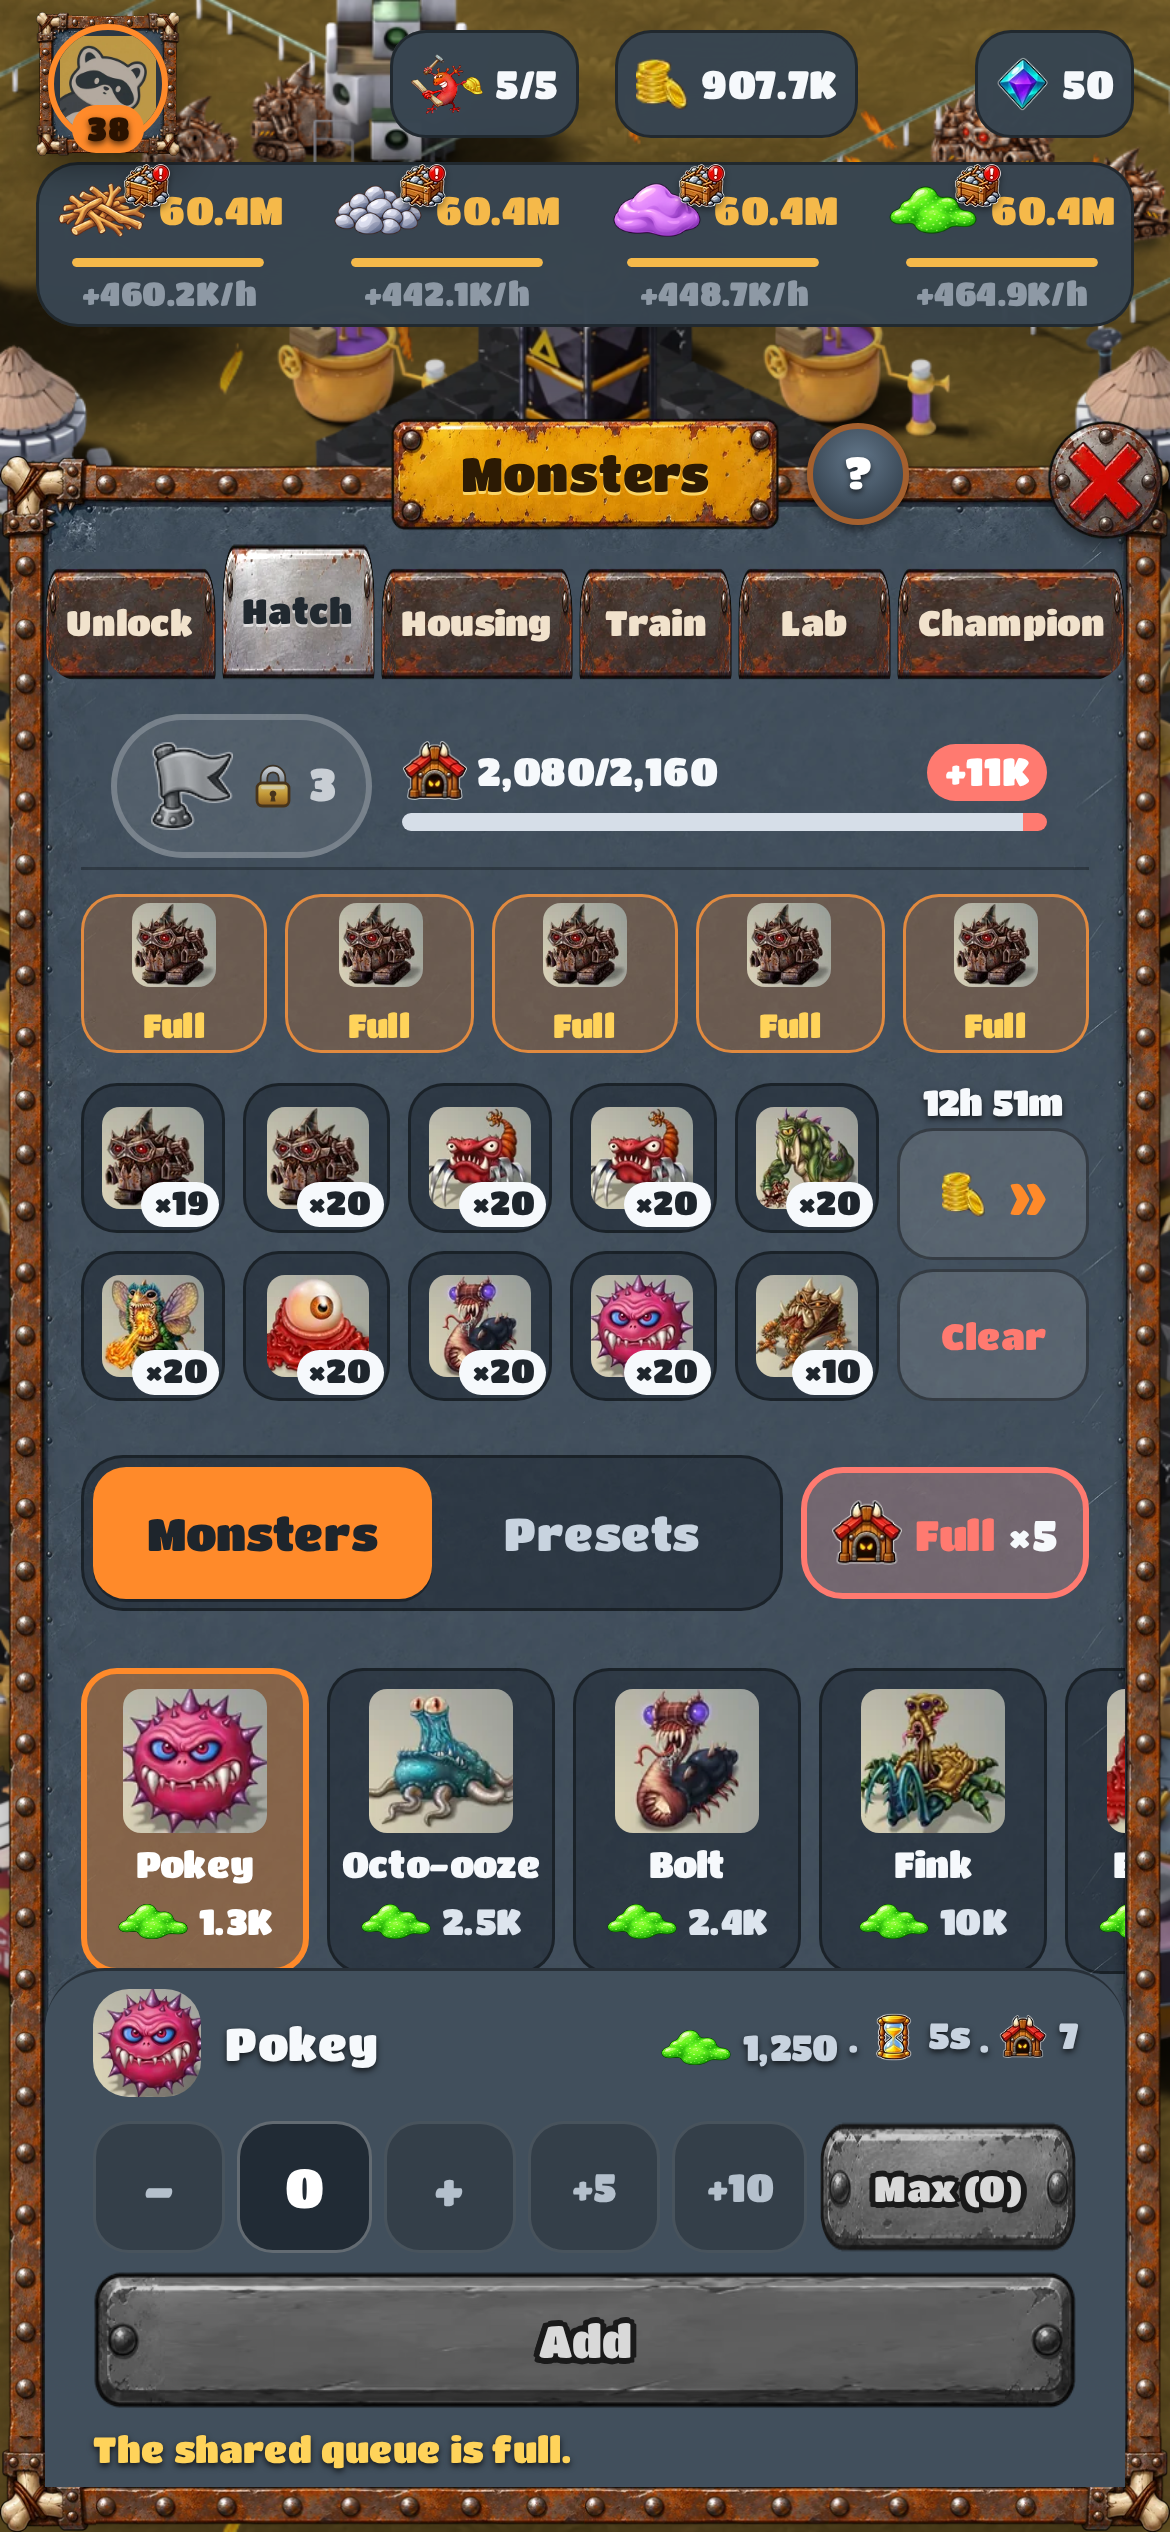 38
5/5
907.7K
50
60.4M
60.4M
60.4M
60.4M
+460.2K/h
+442.1K/h
+448.7K/h
+464.9K/h
Monsters
?
Unlock
Hatch
Housing
Train
Lab
Champion
3
2,080/2,160
+11K
Full
Full
Full
Full
Full
×19
×20
×20
×20
×20
12h 51m
»
×20
×20
×20
×20
×10
Clear
Monsters
Presets
Full ×5
Pokey
Octo-ooze
Bolt
Fink
1.3K
2.5K
2.4K
10K
Pokey
1,250 · 5s · 7
-
0
+
+5
+10
Max (0)
Add
The shared queue is full.